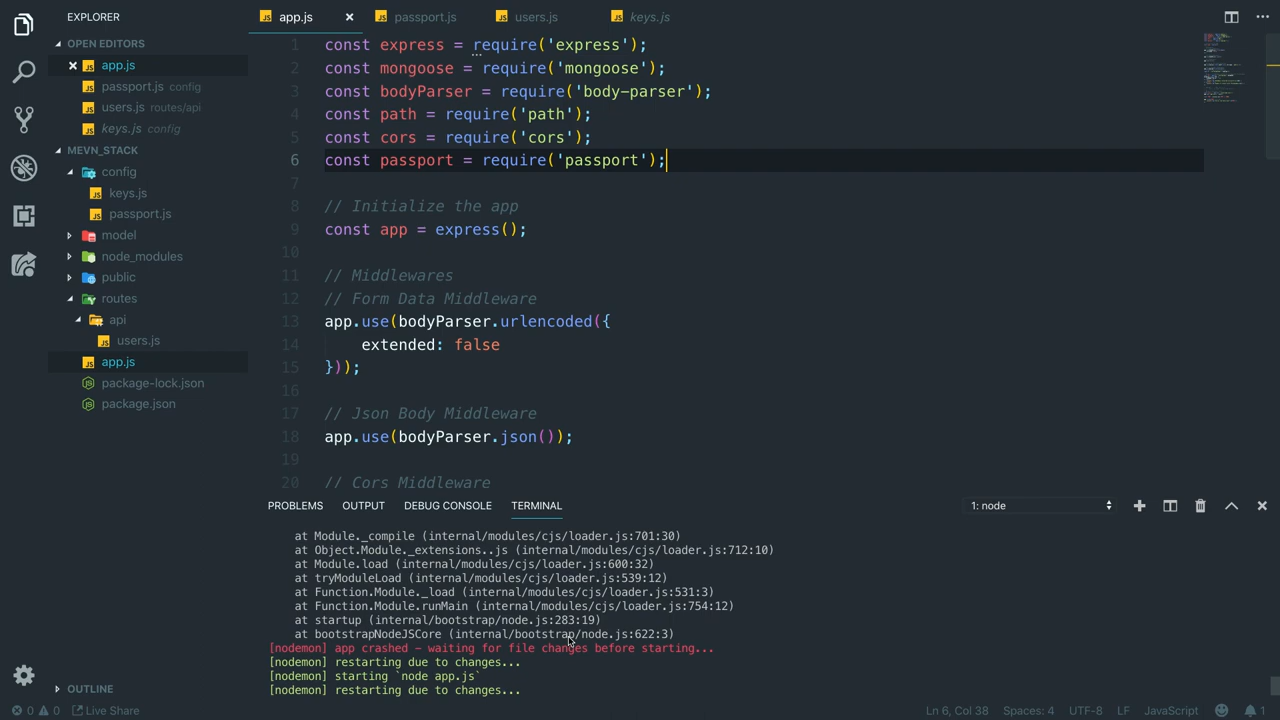 EXPLORER
OPEN EDITORS
app.js
passport.js config
users.js routes/api
keys.js config
MEVN_STACK
config
keys.js
passport.js
model
node_modules
public
routes
api
users.js
app.js
package-lock.json
package.json
OUTLINE
app.js
passport.js
users.js
keys.js
1 const express = require('express');
2 const mongoose = require('mongoose');
3 const bodyParser = require('body-parser');
4 const path = require('path');
5 const cors = require('cors');
6 const passport = require('passport');
7
8 // Initialize the app
9 const app = express();
10
11 // Middlewares
12 // Form Data Middleware
13 app.use(bodyParser.urlencoded({
14 extended: false
15 }));
16
17 // Json Body Middleware
18 app.use(bodyParser.json());
19
20 // Cors Middleware
PROBLEMS OUTPUT DEBUG CONSOLE TERMINAL
1: node
at Module._compile (internal/modules/cjs/loader.js:701:30)
at Object.Module._extensions..js (internal/modules/cjs/loader.js:712:10)
at Module.load (internal/modules/cjs/loader.js:600:32)
at tryModuleLoad (internal/modules/cjs/loader.js:539:12)
at Function.Module._load (internal/modules/cjs/loader.js:531:3)
at Function.Module.runMain (internal/modules/cjs/loader.js:754:12)
at startup (internal/bootstrap/node.js:283:19)
at bootstrapNodeJSCore (internal/bootstrap/node.js:622:3)
[nodemon] app crashed - waiting for file changes before starting...
[nodemon] restarting due to changes...
[nodemon] starting `node app.js`
[nodemon] restarting due to changes...
0 0 Live Share Ln 6, Col 38 Spaces: 4 UTF-8 LF JavaScript 1